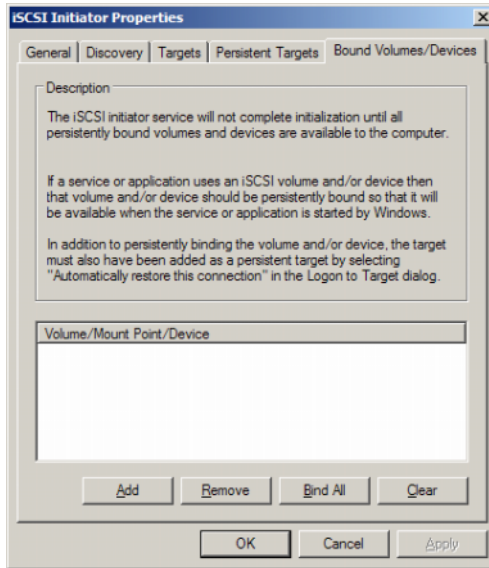 iSCSI Initiator Properties
General Discovery Targets Persistent Targets Bound Volumes/Devices
Description
The iSCSI initiator service will not complete initialization until all
persistently bound volumes and devices are available to the computer.
If a service or application uses an iSCSI volume and/or device then
that volume and/or device should be persistently bound so that it will
be available when the service or application is started by Windows.
In addition to persistently binding the volume and/or device, the target
must also have been added as a persistent target by selecting
"Automatically restore this connection" in the Logon to Target dialog.
Volume/Mount Point/Device
Add Remove Bind All Clear
OK Cancel Apply